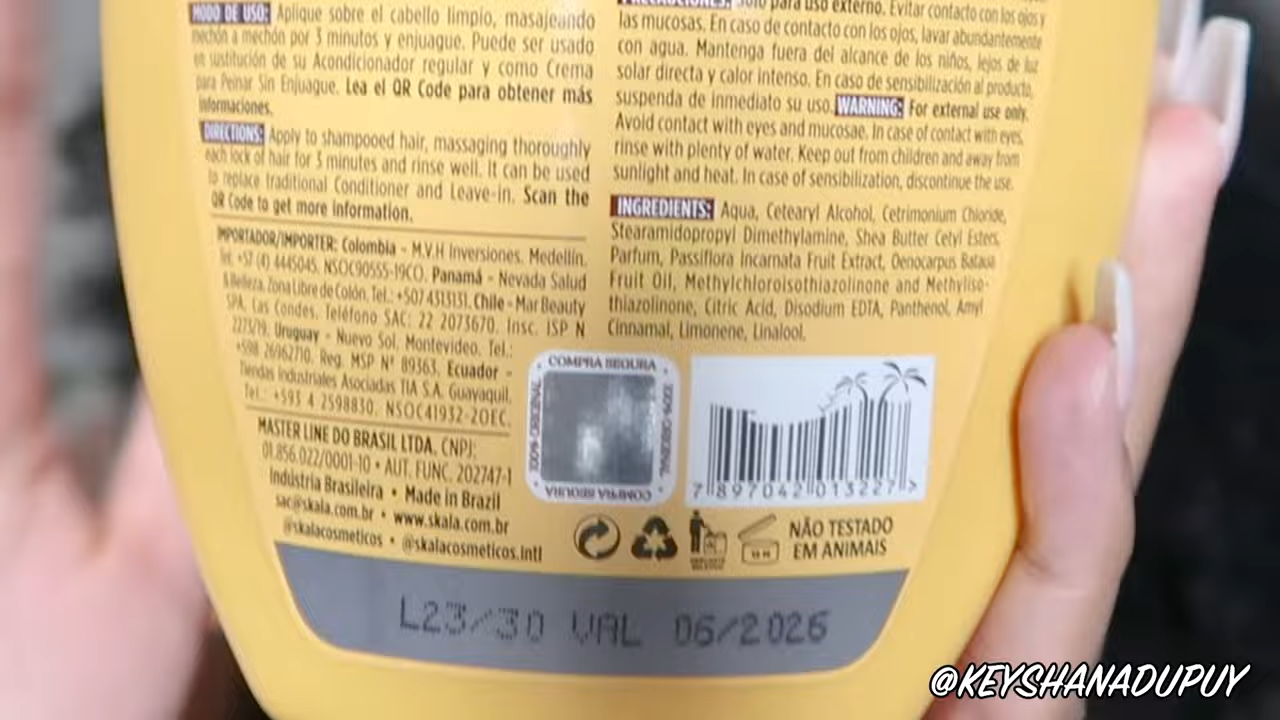 MODO DE USO: Aplique sobre el cabello limpio, masajeando
mechón a mechón por 3 minutos y enjuague. Puede ser usado
en sustitución de su Acondicionador regular y como Crema
para Peinar Sin Enjuague. Lea el QR Code para obtener más
informaciones.
DIRECTIONS: Apply to shampooed hair, massaging thoroughly
each lock of hair for 3 minutes and rinse well. It can be used
to replace traditional Conditioner and Leave-in. Scan the
QR Code to get more information.
IMPORTADOR/IMPORTER: Colombia - M.V.H Inversiones. Medellín.
Tel: +57 (4) 4445045. NSOC90555-19CO. Panamá - Nevada Salud
& Belleza. Zona Libre de Colón. Tel.: +507 4313131. Chile - Mar Beauty
SPA. Las Condes. Teléfono SAC: 22 2073670. Insc. ISP N
2273/19. Uruguay - Nuevo Sol. Montevideo. Tel.:
+598 26962710. Reg. MSP N° 89363. Ecuador -
Tiendas Industriales Asociadas TIA S.A. Guayaquil.
Tel.: +593 4 2598830. NSOC41932-20EC.
MASTER LINE DO BRASIL LTDA. CNPJ:
01.856.022/0001-10 • AUT. FUNC. 202747-1
Indústria Brasileira • Made in Brazil
sac@skala.com.br • www.skala.com.br
@skalacosmeticos • @skalacosmeticos.intl
PRECAUCIONES: Solo para uso externo. Evitar contacto con los ojos y
las mucosas. En caso de contacto con los ojos, lavar abundantemente
con agua. Mantenga fuera del alcance de los niños, lejos de luz
solar directa y calor intenso. En caso de sensibilización al producto,
suspenda de inmediato su uso. WARNING: For external use only.
Avoid contact with eyes and mucosae. In case of contact with eyes,
rinse with plenty of water. Keep out from children and away from
sunlight and heat. In case of sensibilization, discontinue the use.
INGREDIENTS: Aqua, Cetearyl Alcohol, Cetrimonium Chloride,
Stearamidopropyl Dimethylamine, Shea Butter Cetyl Esters,
Parfum, Passiflora Incarnata Fruit Extract, Oenocarpus Bataua
Fruit Oil, Methylchloroisothiazolinone and Methyliso-
thiazolinone, Citric Acid, Disodium EDTA, Panthenol, Amyl
Cinnamal, Limonene, Linalool.
COMPRA SEGURA
100% ORIGINAL
100% ORIGINAL
COMPRA SEGURA
7 897042 013227 >
NÃO TESTADO
EM ANIMAIS
L23/30 VAL 06/2026
@KEYSHANADUPUY